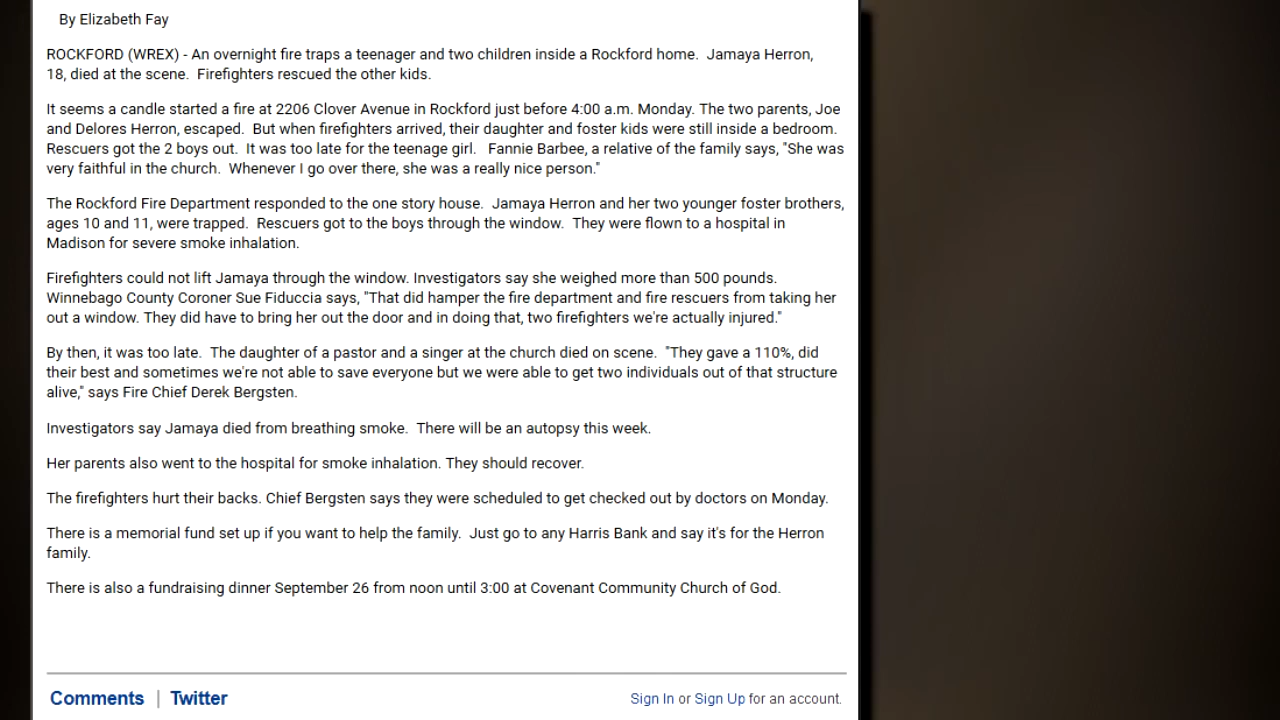 By Elizabeth Fay
ROCKFORD (WREX) - An overnight fire traps a teenager and two children inside a Rockford home.  Jamaya Herron,
18, died at the scene.  Firefighters rescued the other kids.
It seems a candle started a fire at 2206 Clover Avenue in Rockford just before 4:00 a.m. Monday. The two parents, Joe
and Delores Herron, escaped.  But when firefighters arrived, their daughter and foster kids were still inside a bedroom.
Rescuers got the 2 boys out.  It was too late for the teenage girl.   Fannie Barbee, a relative of the family says, "She was
very faithful in the church.  Whenever I go over there, she was a really nice person."
The Rockford Fire Department responded to the one story house.  Jamaya Herron and her two younger foster brothers,
ages 10 and 11, were trapped.  Rescuers got to the boys through the window.  They were flown to a hospital in
Madison for severe smoke inhalation.
Firefighters could not lift Jamaya through the window. Investigators say she weighed more than 500 pounds.
Winnebago County Coroner Sue Fiduccia says, "That did hamper the fire department and fire rescuers from taking her
out a window. They did have to bring her out the door and in doing that, two firefighters we're actually injured."
By then, it was too late.  The daughter of a pastor and a singer at the church died on scene.  "They gave a 110%, did
their best and sometimes we're not able to save everyone but we were able to get two individuals out of that structure
alive," says Fire Chief Derek Bergsten.
Investigators say Jamaya died from breathing smoke.  There will be an autopsy this week.
Her parents also went to the hospital for smoke inhalation. They should recover.
The firefighters hurt their backs. Chief Bergsten says they were scheduled to get checked out by doctors on Monday.
There is a memorial fund set up if you want to help the family.  Just go to any Harris Bank and say it's for the Herron
family.
There is also a fundraising dinner September 26 from noon until 3:00 at Covenant Community Church of God.
Comments | Twitter
Sign In or Sign Up for an account.